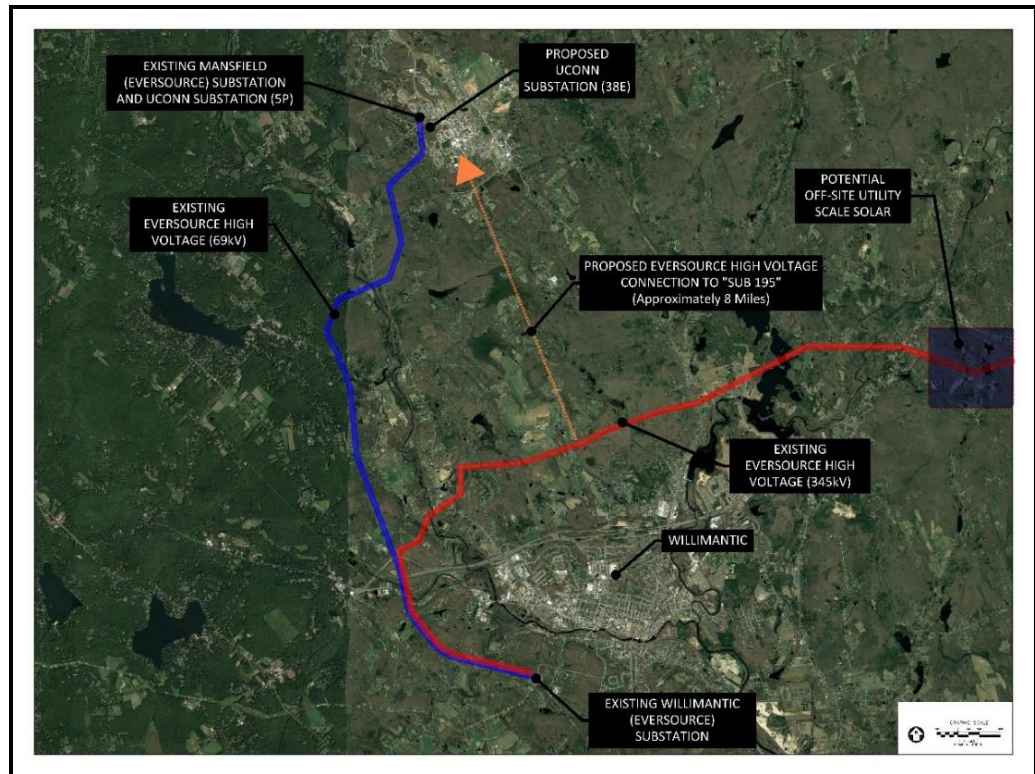 EXISTING MANSFIELD
(EVERSOURCE) SUBSTATION
AND UCONN SUBSTATION (5P)
PROPOSED
UCONN
SUBSTATION (38E)
POTENTIAL
OFF-SITE UTILITY
SCALE SOLAR
EXISTING
EVERSOURCE HIGH
VOLTAGE (69kV)
PROPOSED EVERSOURCE HIGH VOLTAGE
CONNECTION TO "SUB 195"
(Approximately 8 Miles)
EXISTING
EVERSOURCE HIGH
VOLTAGE (345kV)
WILLIMANTIC
EXISTING WILLIMANTIC
(EVERSOURCE)
SUBSTATION
GRAPHIC SCALE